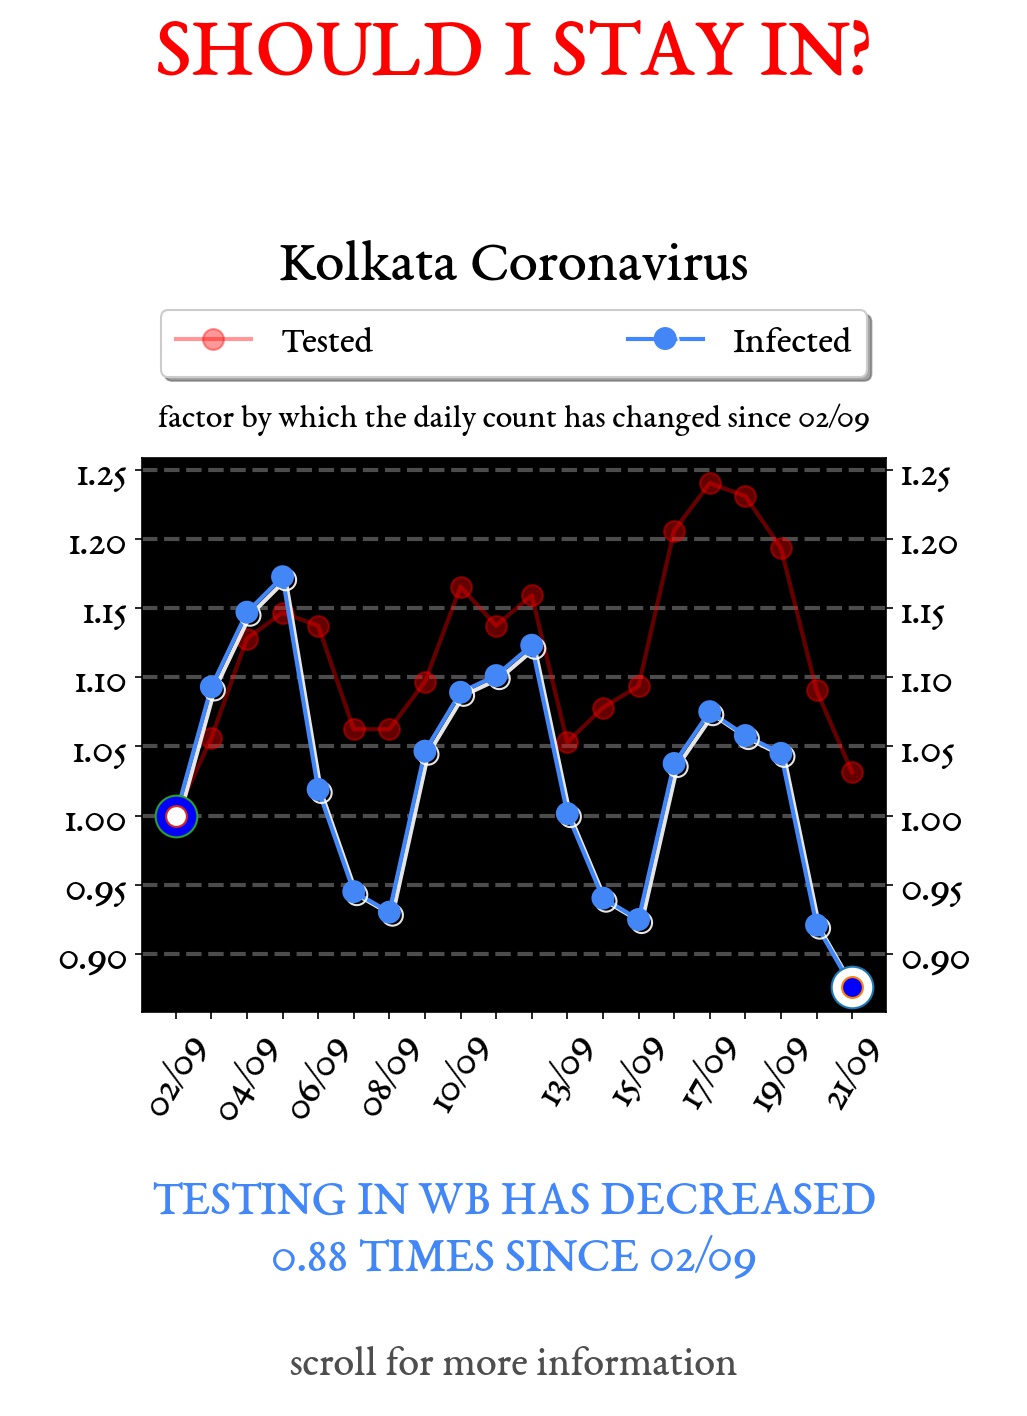 SHOULD I STAY IN?
Kolkata Coronavirus
Tested Infected
factor by which the daily count has changed since 02/09
1.25 1.25
1.20 1.20
1.15 1.15
1.10 1.10
1.05 1.05
1.00 1.00
0.95 0.95
0.90 0.90
02/09 04/09 06/09 08/09 10/09 13/09 15/09 17/09 19/09 21/09
TESTING IN WB HAS DECREASED
0.88 TIMES SINCE 02/09
scroll for more information